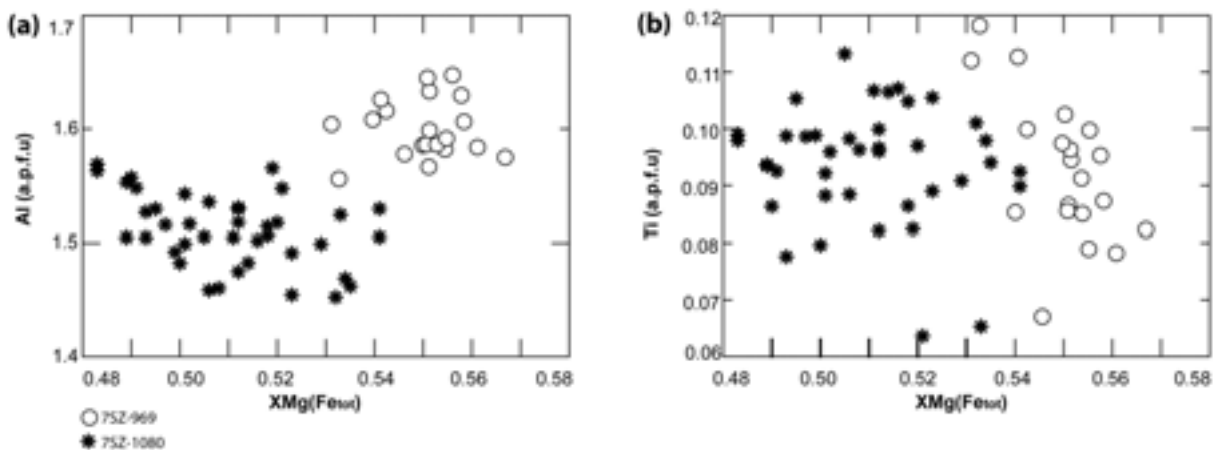 (a)
1.7
1.6
1.5
1.4
Al (a.p.f.u)
0.48 0.50 0.52 0.54 0.56 0.58
XMg(Fetot)
7SZ-969
7SZ-1080
(b)
0.12
0.11
0.10
0.09
0.08
0.07
0.06
Ti (a.p.f.u)
0.48 0.50 0.52 0.54 0.56 0.58
XMg(Fetot)